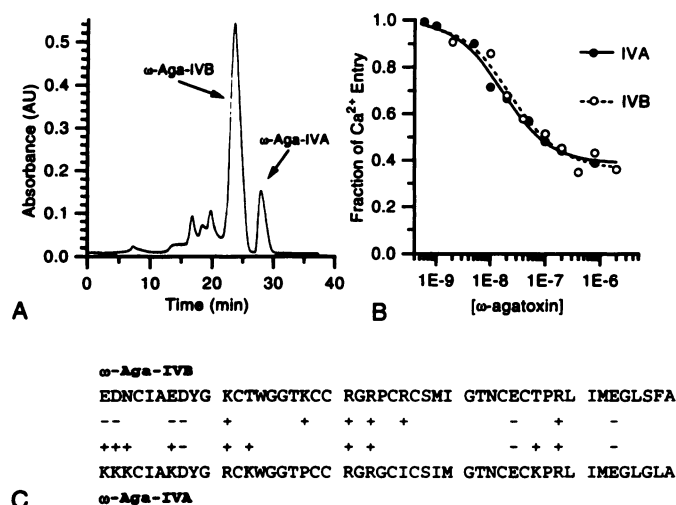 0.5
0.4
0.3
0.2
0.1
0.0
Absorbance (AU)
ω-Aga-IVB
ω-Aga-IVA
0 10 20 30 40
Time (min)
A
1.0
0.8
0.6
0.4
0.2
0.0
Fraction of Ca2+ Entry
IVA
IVB
1E-9 1E-8 1E-7 1E-6
[ω-agatoxin]
B
ω-Aga-IVB
EDNCIAEDYG KCTWGGTKCC RGRPCRCSMI GTNCECTPRL IMEGLSFA
-- -- + + + + + - + -
+++ +- + + + + - + + -
KKKCIAKDYG RCKWGGTPCC RGRGCICSIM GTNCECKPRL IMEGLGLA
ω-Aga-IVA
C